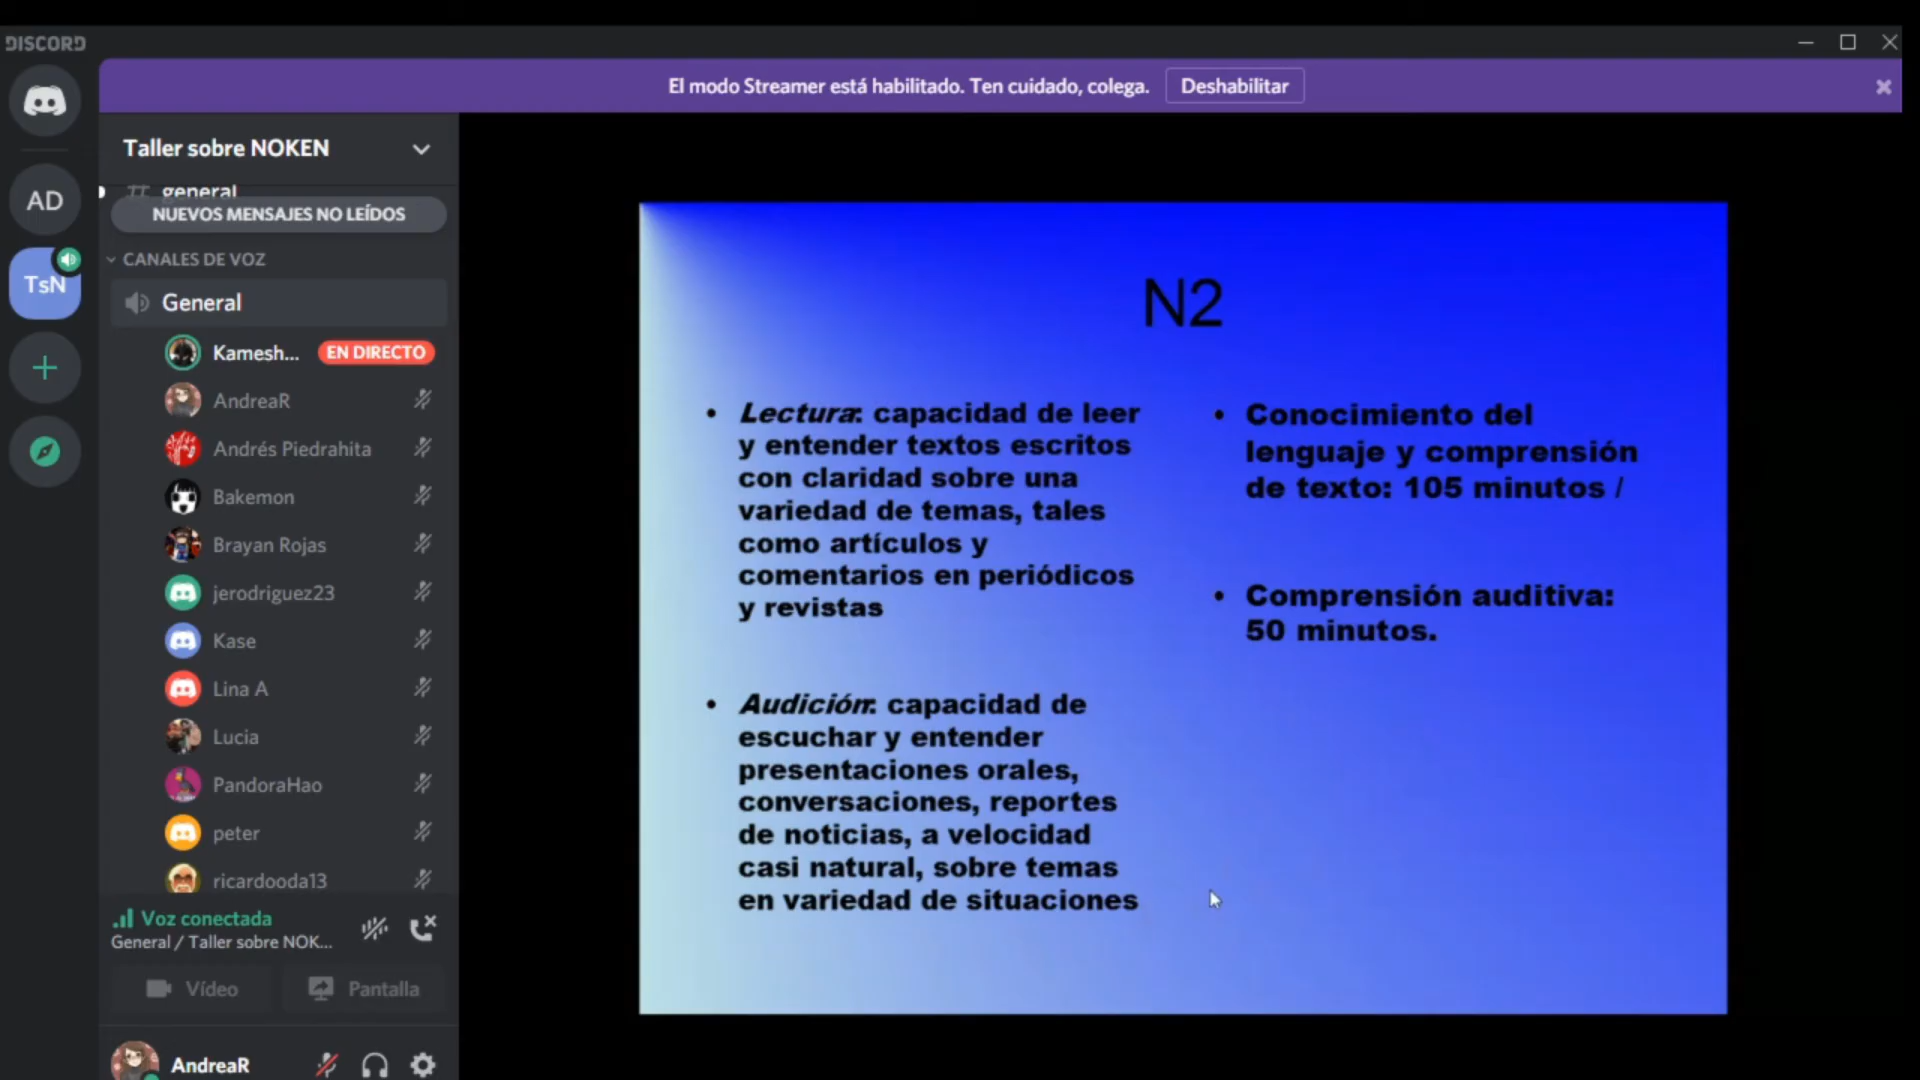 DISCORD
El modo Streamer está habilitado. Ten cuidado, colega.
Deshabilitar
AD
TsN
Taller sobre NOKEN
# general
NUEVOS MENSAJES NO LEÍDOS
CANALES DE VOZ
General
Kamesh...
EN DIRECTO
AndreaR
Andrés Piedrahita
Bakemon
Brayan Rojas
jerodriguez23
Kase
Lina A
Lucia
PandoraHao
peter
ricardooda13
Voz conectada
General / Taller sobre NOK...
Vídeo
Pantalla
AndreaR
N2
• Lectura: capacidad de leer
y entender textos escritos
con claridad sobre una
variedad de temas, tales
como artículos y
comentarios en periódicos
y revistas
• Audición: capacidad de
escuchar y entender
presentaciones orales,
conversaciones, reportes
de noticias, a velocidad
casi natural, sobre temas
en variedad de situaciones
• Conocimiento del
lenguaje y comprensión
de texto: 105 minutos /
• Comprensión auditiva:
50 minutos.